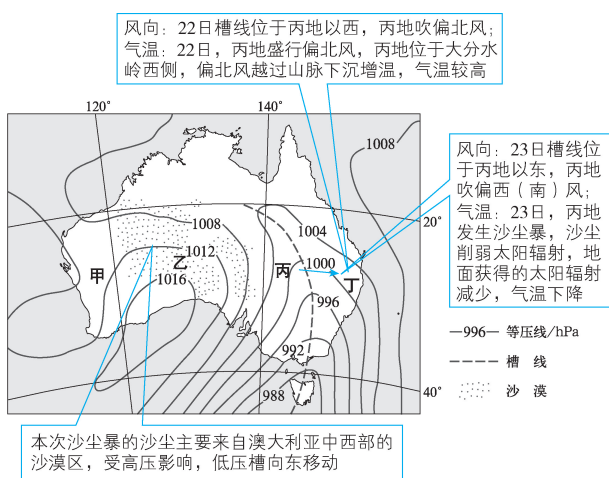 风向：22日槽线位于丙地以西，丙地吹偏北风；
气温：22日，丙地盛行偏北风，丙地位于大分水
岭西侧，偏北风越过山脉下沉增温，气温较高
120°
140°
1008
风向：23日槽线位
于丙地以东，丙地
吹偏西（南）风；
气温：23日，丙地
发生沙尘暴，沙尘
削弱太阳辐射，地
面获得的太阳辐射
减少，气温下降
20°
1008
1004
甲
乙
1012
丙
1000
丁
1016
996
992
988
40°
—996— 等压线/hPa
槽线
沙漠
本次沙尘暴的沙尘主要来自澳大利亚中西部的
沙漠区，受高压影响，低压槽向东移动